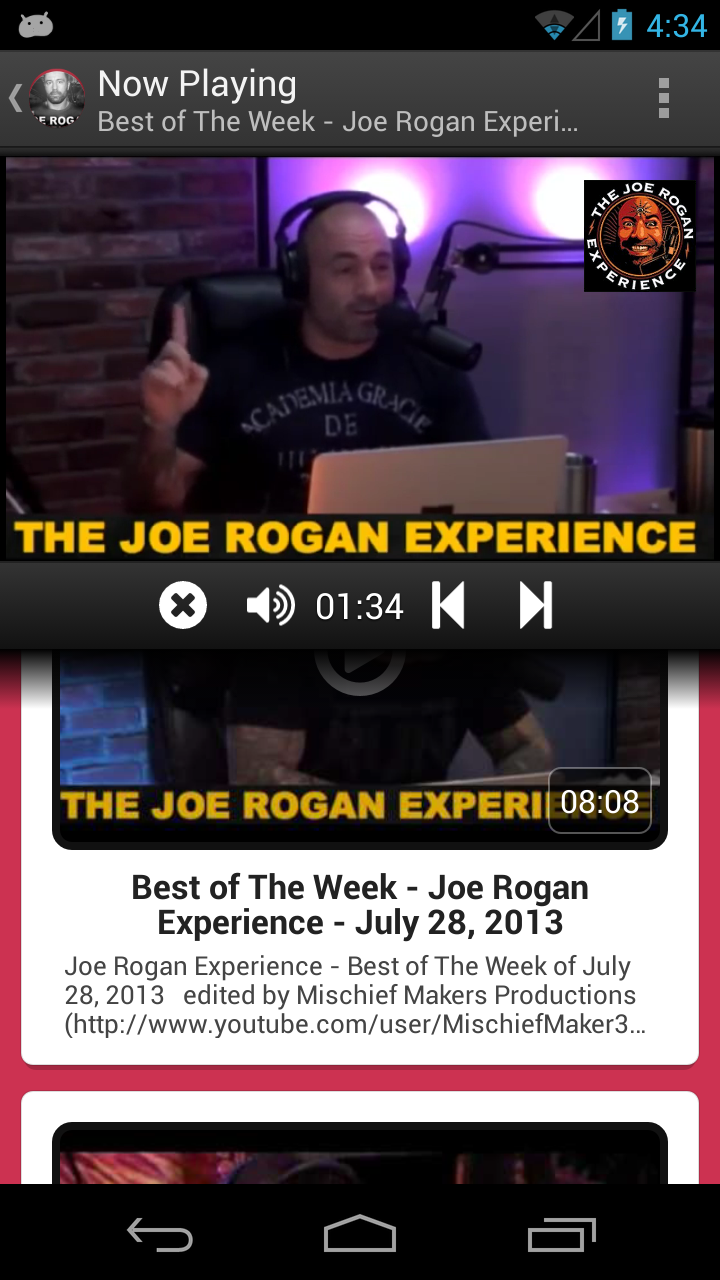 4:34
Now Playing
Best of The Week - Joe Rogan Experi...
E ROG
THE JOE ROGAN
EXPERIENCE
ACADEMIA GRACIE
DE
THE JOE ROGAN EXPERIENCE
01:34
THE JOE ROGAN EXPERIENCE
08:08
Best of The Week - Joe Rogan
Experience - July 28, 2013
Joe Rogan Experience - Best of The Week of July
28, 2013 edited by Mischief Makers Productions
(http://www.youtube.com/user/MischiefMaker3...